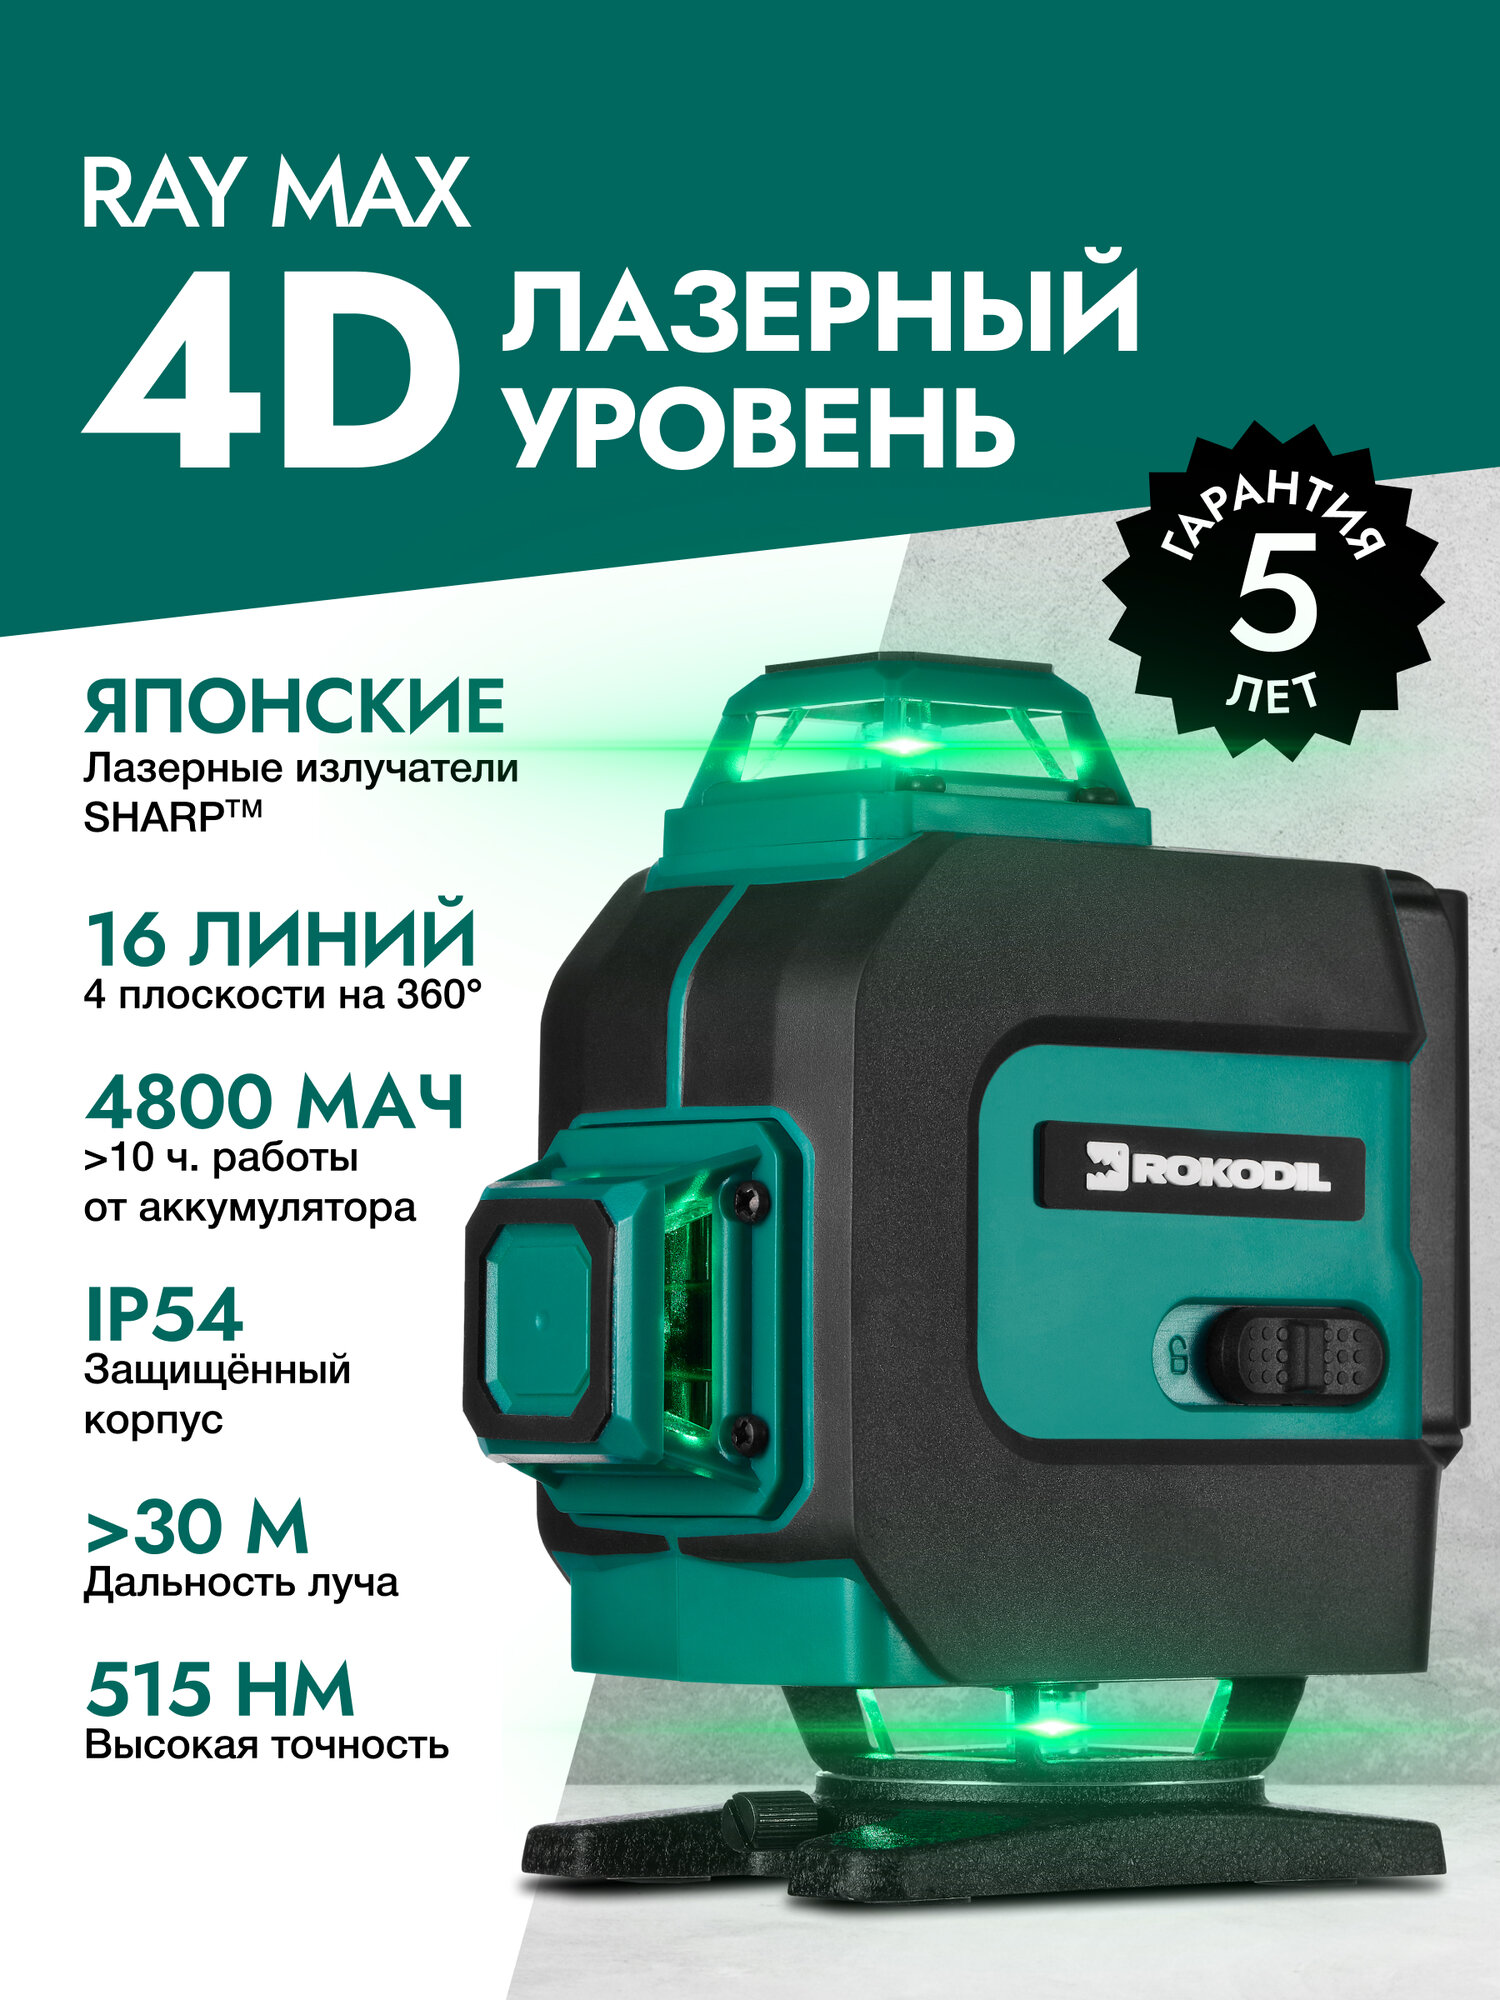 RAY MAX
4D ЛАЗЕРНЫЙ
УРОВЕНЬ
ГАРАНТИЯ
5
ЛЕТ
ЯПОНСКИЕ
Лазерные излучатели
SHARP™
16 ЛИНИЙ
4 плоскости на 360°
4800 МАЧ
>10 ч. работы
от аккумулятора
IP54
Защищённый
корпус
>30 М
Дальность луча
515 НМ
Высокая точность
ROKODIL